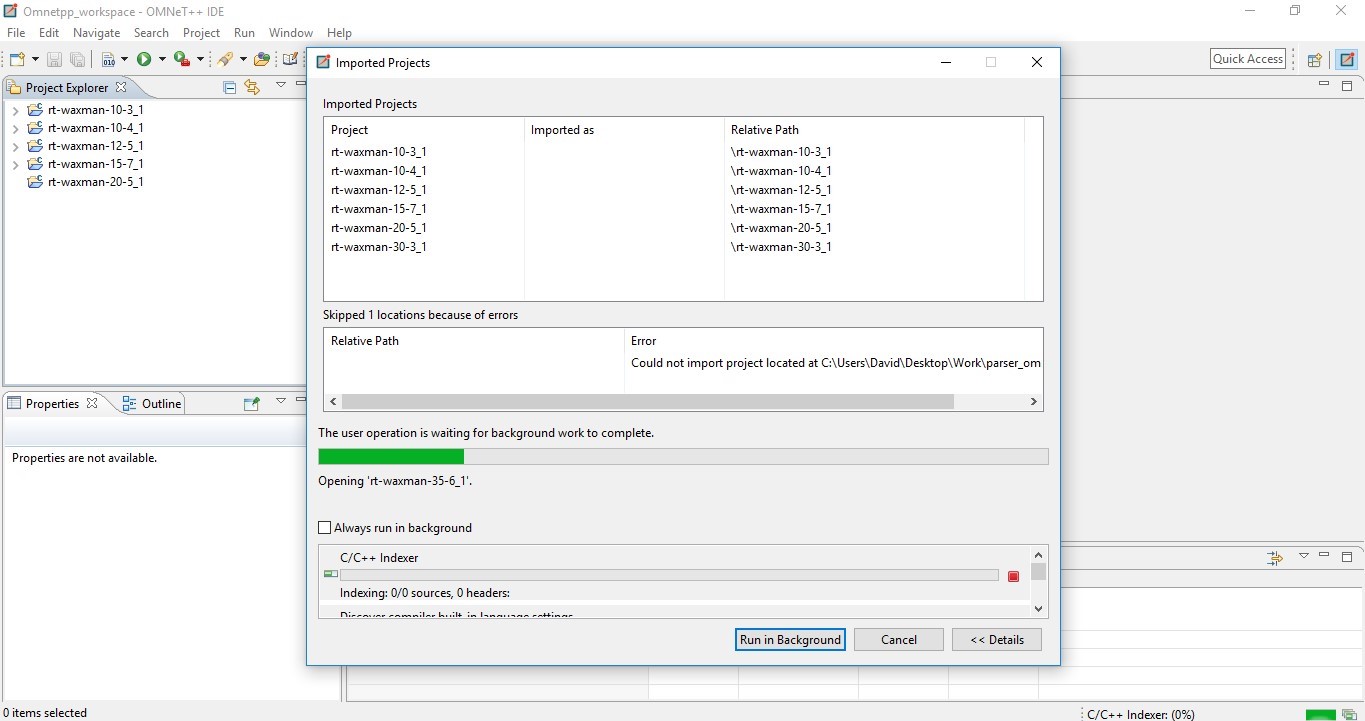 Omnetpp_workspace - OMNeT++ IDE
File Edit Navigate Search Project Run Window Help
010
Quick Access
Project Explorer
rt-waxman-10-3_1
rt-waxman-10-4_1
rt-waxman-12-5_1
rt-waxman-15-7_1
rt-waxman-20-5_1
Properties Outline
Properties are not available.
Imported Projects
Imported Projects
Project Imported as Relative Path
rt-waxman-10-3_1 \rt-waxman-10-3_1
rt-waxman-10-4_1 \rt-waxman-10-4_1
rt-waxman-12-5_1 \rt-waxman-12-5_1
rt-waxman-15-7_1 \rt-waxman-15-7_1
rt-waxman-20-5_1 \rt-waxman-20-5_1
rt-waxman-30-3_1 \rt-waxman-30-3_1
Skipped 1 locations because of errors
Relative Path Error
Could not import project located at C:\Users\David\Desktop\Work\parser_om
The user operation is waiting for background work to complete.
Opening 'rt-waxman-35-6_1'.
Always run in background
C/C++ Indexer
Indexing: 0/0 sources, 0 headers:
Discover compiler built-in language settings
Run in Background Cancel << Details
0 items selected
C/C++ Indexer: (0%)